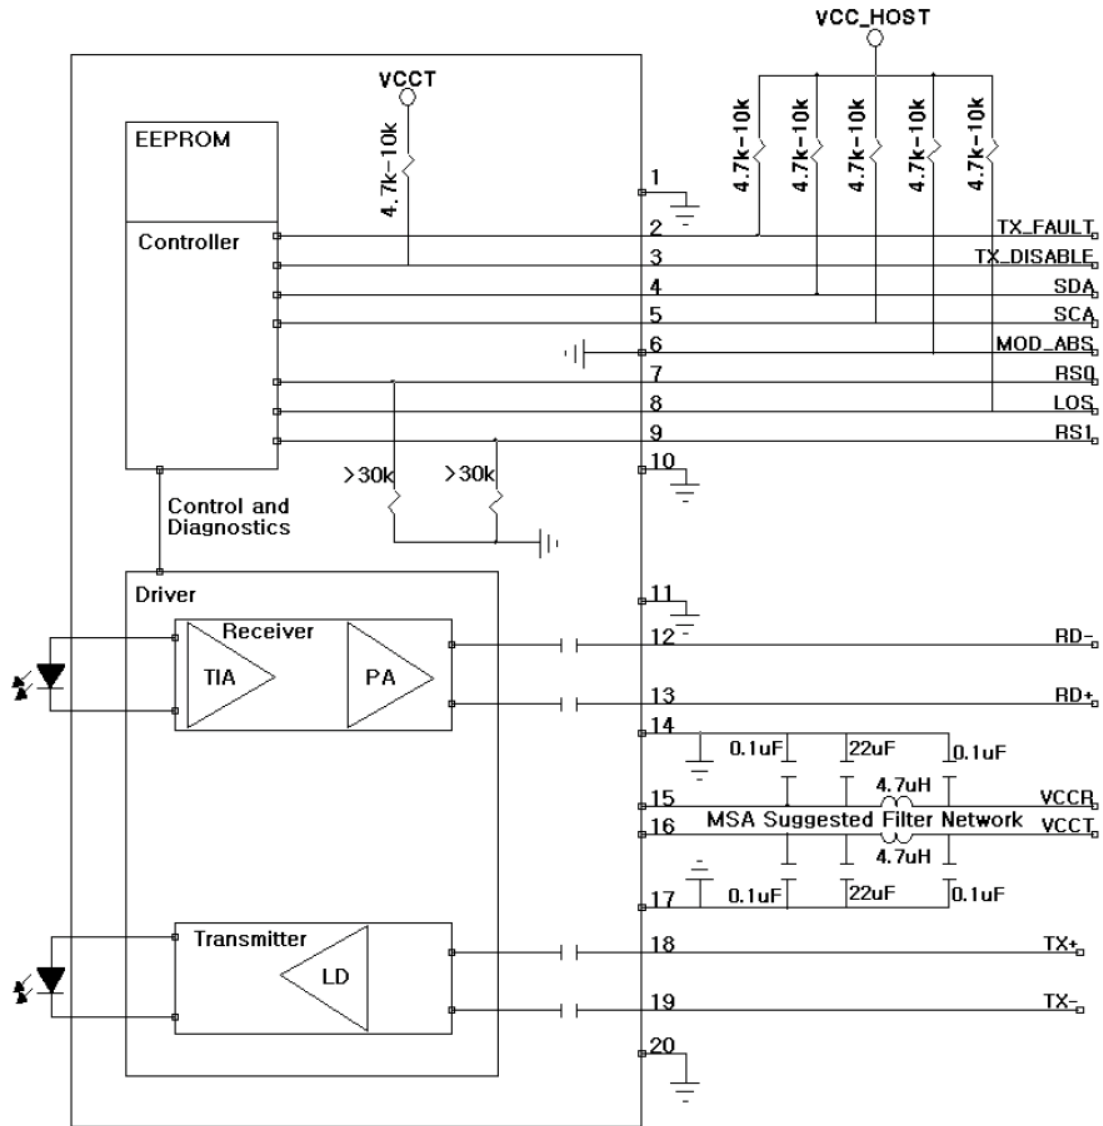 VCC_HOST
VCCT
4.7k-10k
4.7k-10k
4.7k-10k
4.7k-10k
4.7k-10k
4.7k-10k
EEPROM
Controller
1
2
TX_FAULT
3
TX_DISABLE
4
SDA
5
SCA
6
MOD_ABS
7
RS0
8
LOS
9
RS1
10
>30k
>30k
Control and
Diagnostics
Driver
11
Receiver
12
RD-
TIA
PA
13
RD+
14
0.1uF
22uF
0.1uF
4.7uH
15
VCCR
MSA Suggested Filter Network
16
VCCT
4.7uH
17
0.1uF
22uF
0.1uF
Transmitter
18
TX+
LD
19
TX-
20